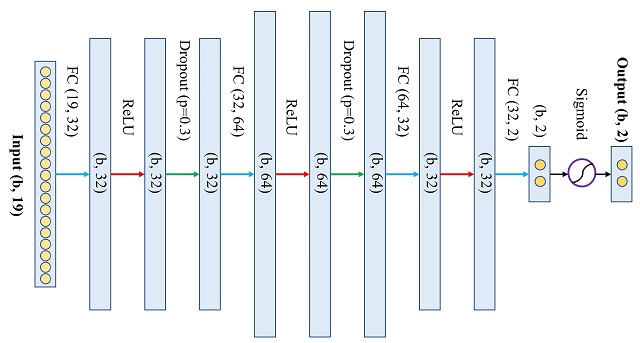 Input (b, 19)
FC (19, 32)
(b, 32)
ReLU
(b, 32)
Dropout (p=0.3)
(b, 32)
FC (32, 64)
(b, 64)
ReLU
(b, 64)
Dropout (p=0.3)
(b, 64)
FC (64, 32)
(b, 32)
ReLU
(b, 32)
FC (32, 2)
(b, 2)
Sigmoid
Output (b, 2)